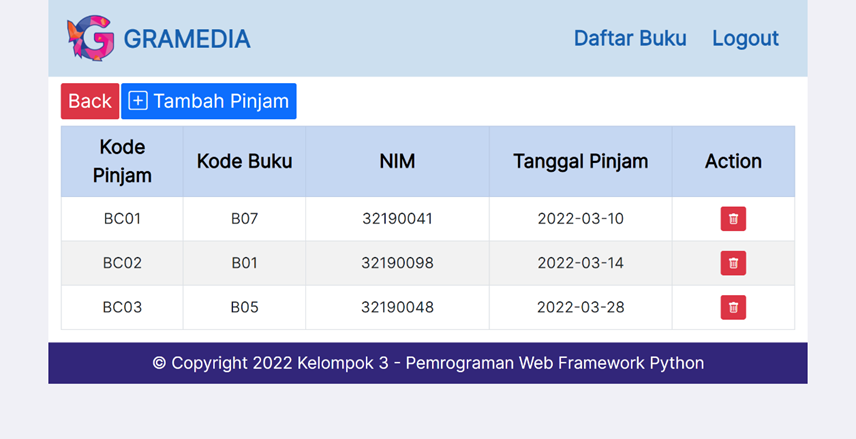 GRAMEDIA
Daftar Buku Logout
Back Tambah Pinjam
Kode Pinjam Kode Buku NIM Tanggal Pinjam Action
BC01 B07 32190041 2022-03-10
BC02 B01 32190098 2022-03-14
BC03 B05 32190048 2022-03-28
© Copyright 2022 Kelompok 3 - Pemrograman Web Framework Python